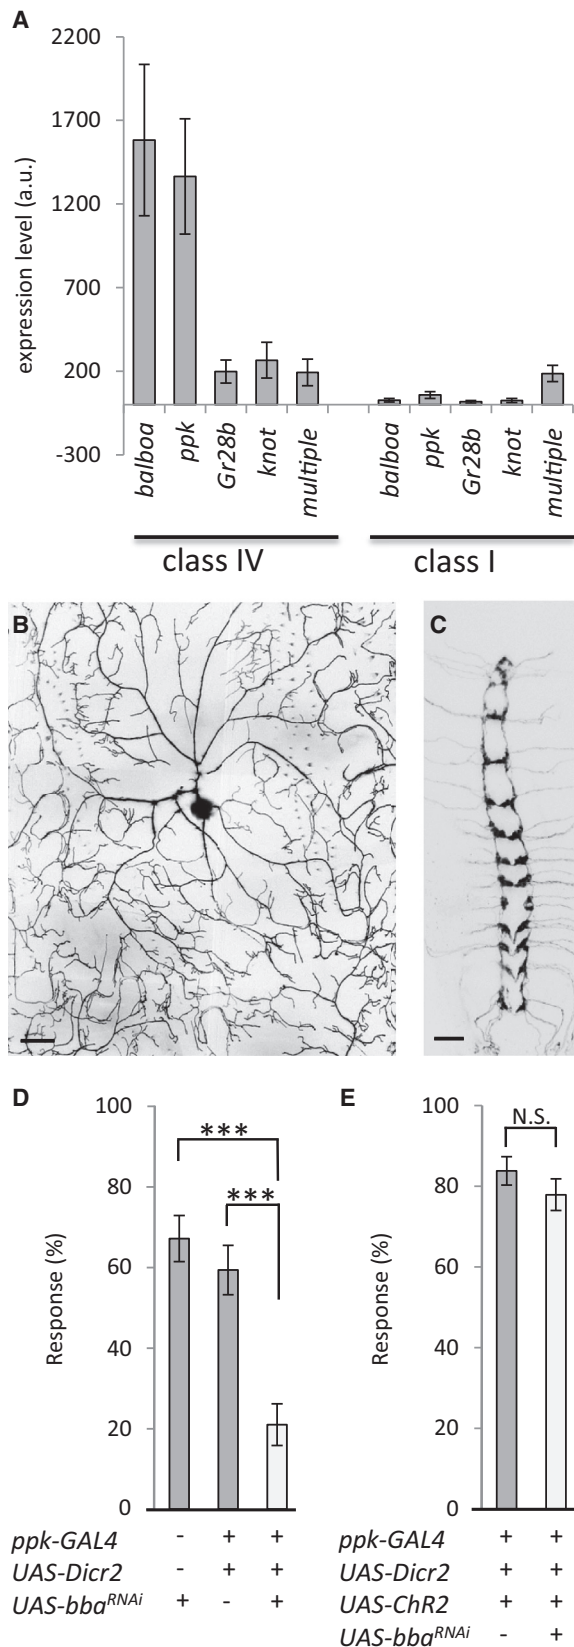 A
2200
1700
1200
700
200
-300
expression level (a.u.)
balboa ppk Gr28b knot multiple balboa ppk Gr28b knot multiple
class IV class I
B C
D E
100 100
80 80
60 60
40 40
20 20
0 0
Response (%) Response (%)
*** N.S.
***
ppk-GAL4 - + + ppk-GAL4 + +
UAS-Dicr2 - + + UAS-Dicr2 + +
UAS-bbaRNAi + - + UAS-ChR2 + +
UAS-bbaRNAi - +